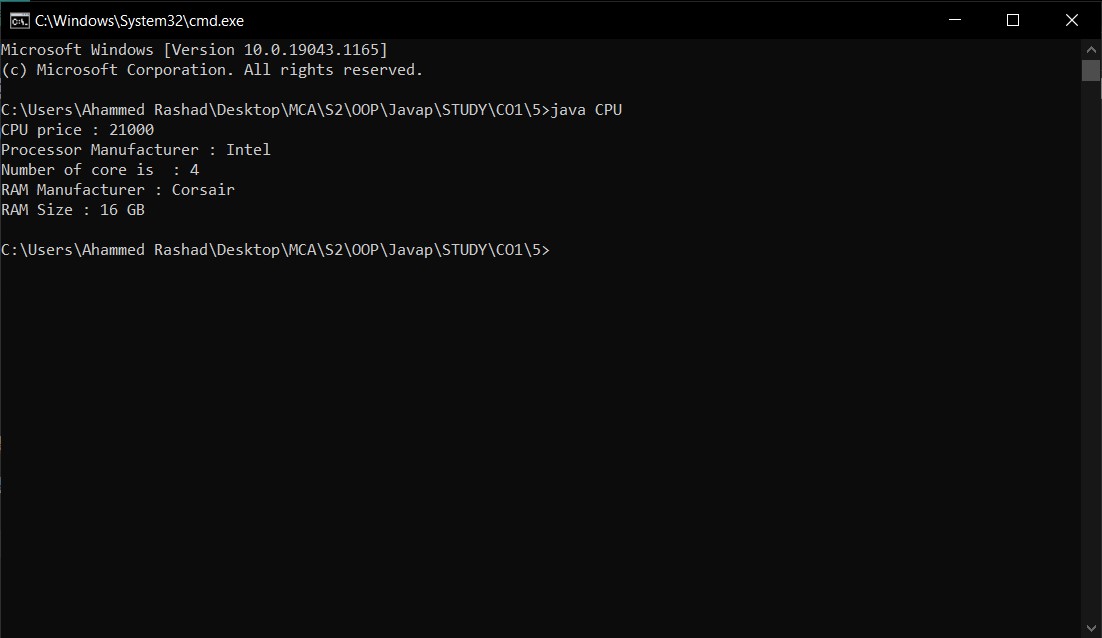 C:\Windows\System32\cmd.exe
Microsoft Windows [Version 10.0.19043.1165]
(c) Microsoft Corporation. All rights reserved.
C:\Users\Ahammed Rashad\Desktop\MCA\S2\OOP\Javap\STUDY\CO1\5>java CPU
CPU price : 21000
Processor Manufacturer : Intel
Number of core is  : 4
RAM Manufacturer : Corsair
RAM Size : 16 GB
C:\Users\Ahammed Rashad\Desktop\MCA\S2\OOP\Javap\STUDY\CO1\5>